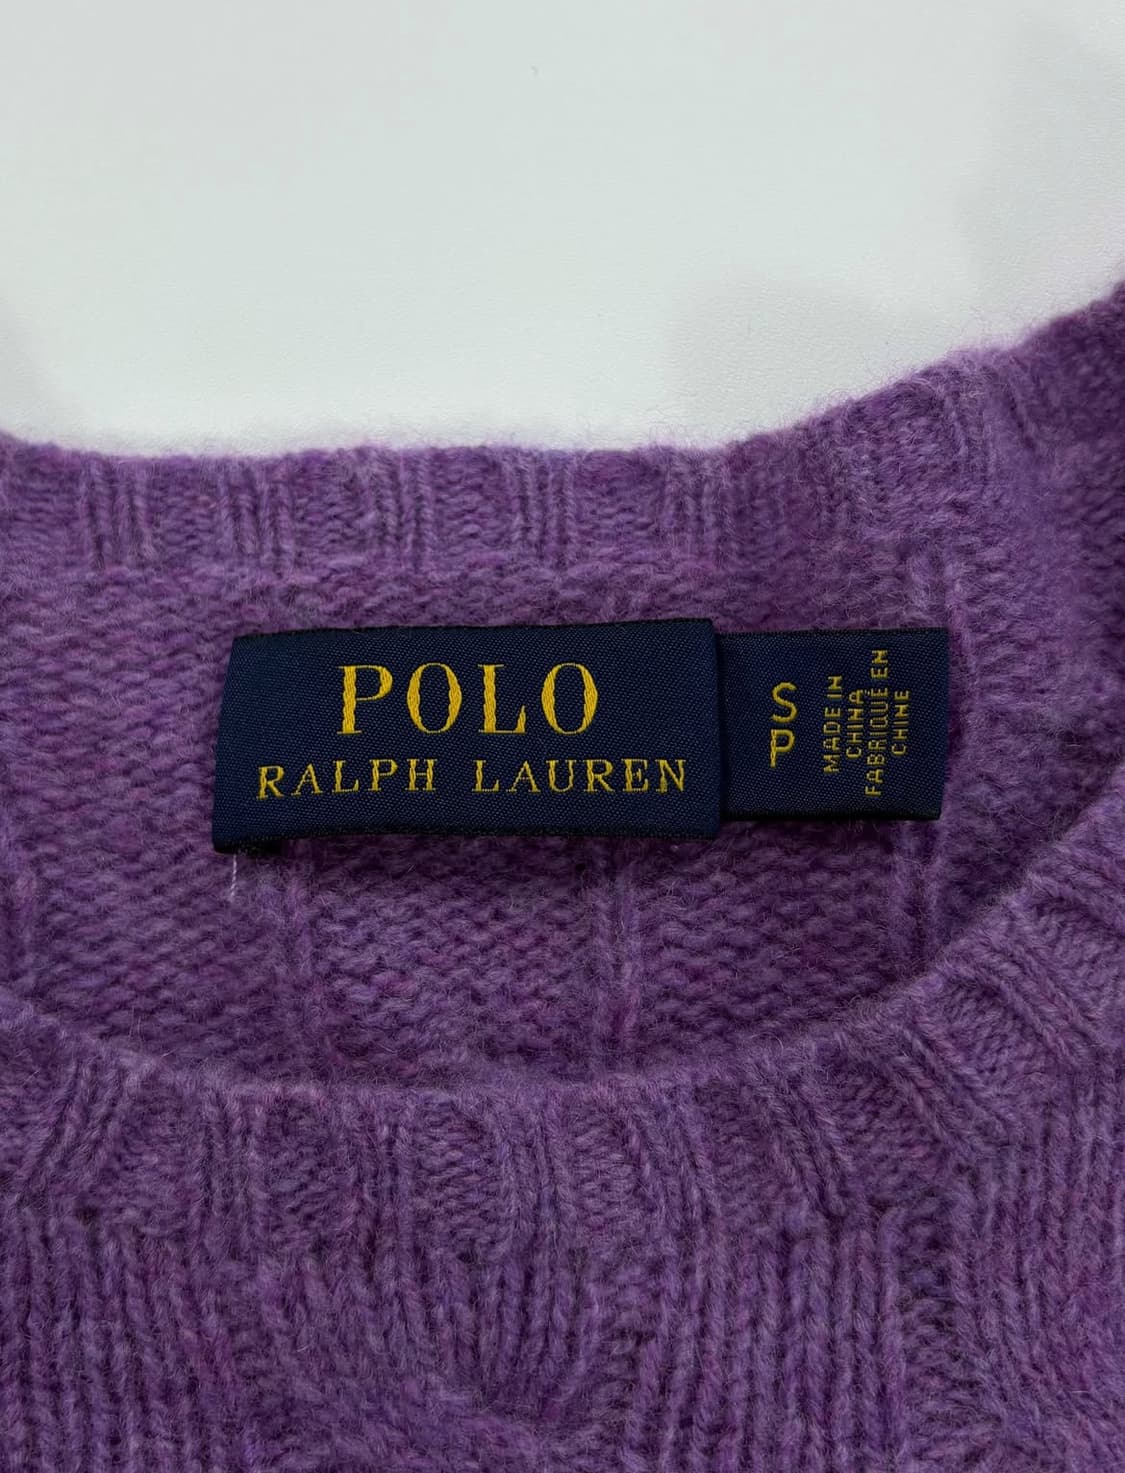 POLO
RALPH LAUREN
S
P
MADE IN
CHINA
FABRIQUÉ EN
CHINE